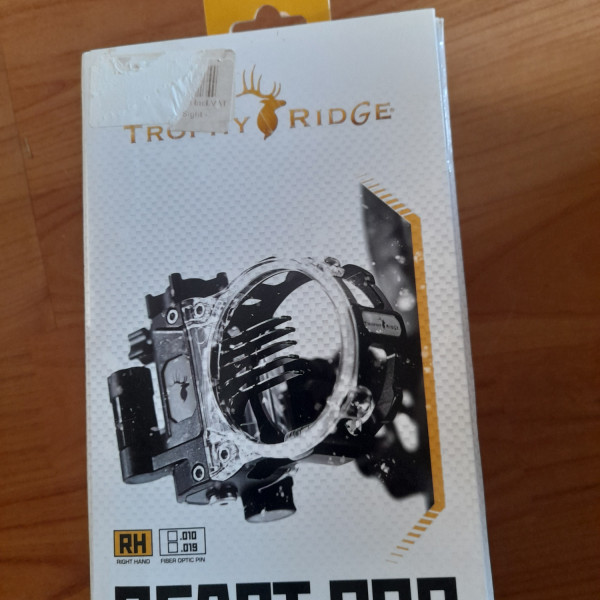 TROPHY RIDGE
RH
RIGHT HAND
.010
.019
FIBER OPTIC PIN